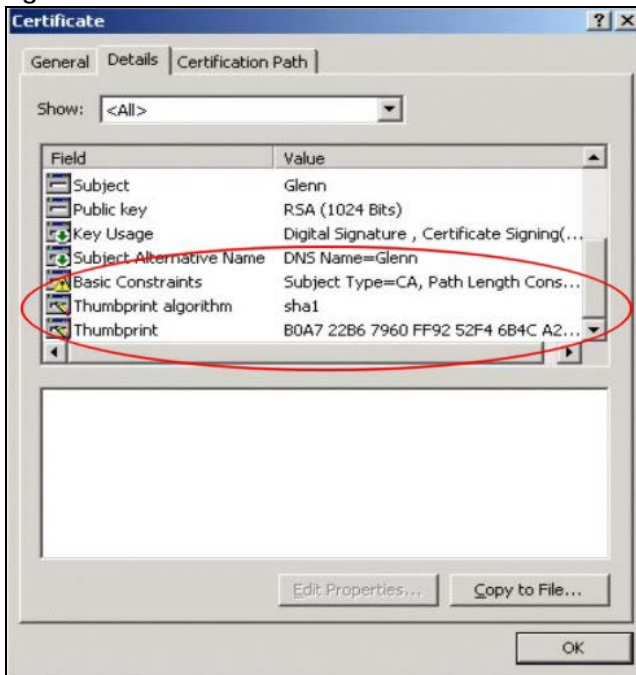 Certificate
General Details Certification Path
Show: <All>
Field Value
Subject Glenn
Public key RSA (1024 Bits)
Key Usage Digital Signature , Certificate Signing(...
Subject Alternative Name DNS Name=Glenn
Basic Constraints Subject Type=CA, Path Length Cons...
Thumbprint algorithm sha1
Thumbprint B0A7 22B6 7960 FF92 52F4 6B4C A2...
Edit Properties... Copy to File...
OK